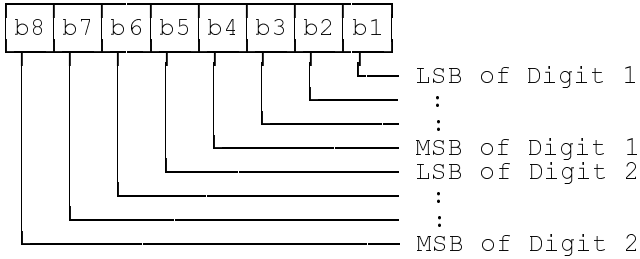 b8 b7 b6 b5 b4 b3 b2 b1
LSB of Digit 1
:
:
MSB of Digit 1
LSB of Digit 2
:
:
MSB of Digit 2